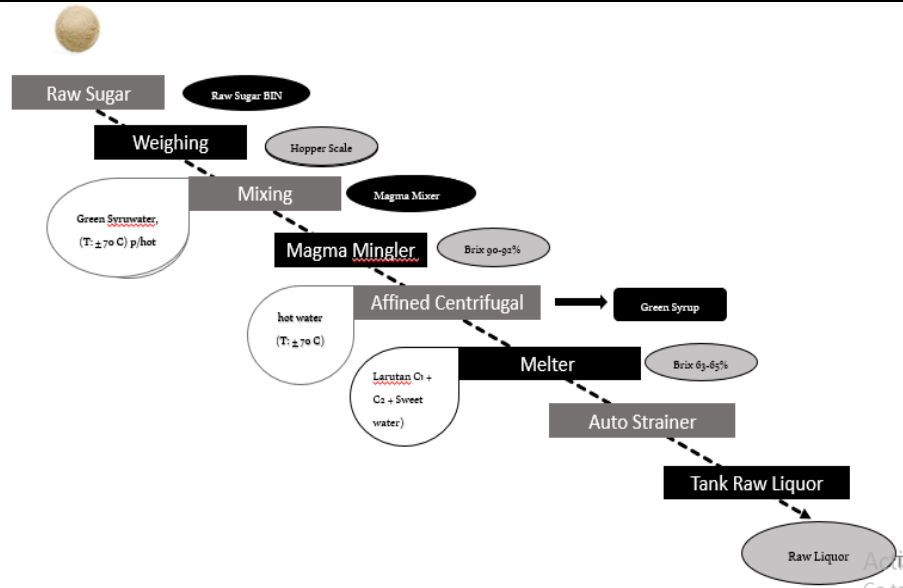 Raw Sugar
Raw Sugar BIN
Weighing
Hopper Scale
Mixing
Magma Mixer
Green Syruwater,
(T: ±70 C) p/hot
Magma Mingler
Brix 90-92%
Affined Centrifugal
Green Syrup
hot water
(T: ±70 C)
Melter
Brix 63-65%
Larutan C1 +
C2 + Sweet
water)
Auto Strainer
Tank Raw Liquor
Raw Liquor